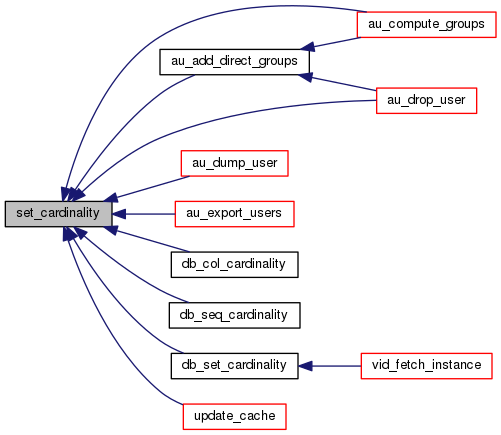 au_compute_groups
au_add_direct_groups
au_drop_user
au_dump_user
set_cardinality
au_export_users
db_col_cardinality
db_seq_cardinality
db_set_cardinality
vid_fetch_instance
update_cache